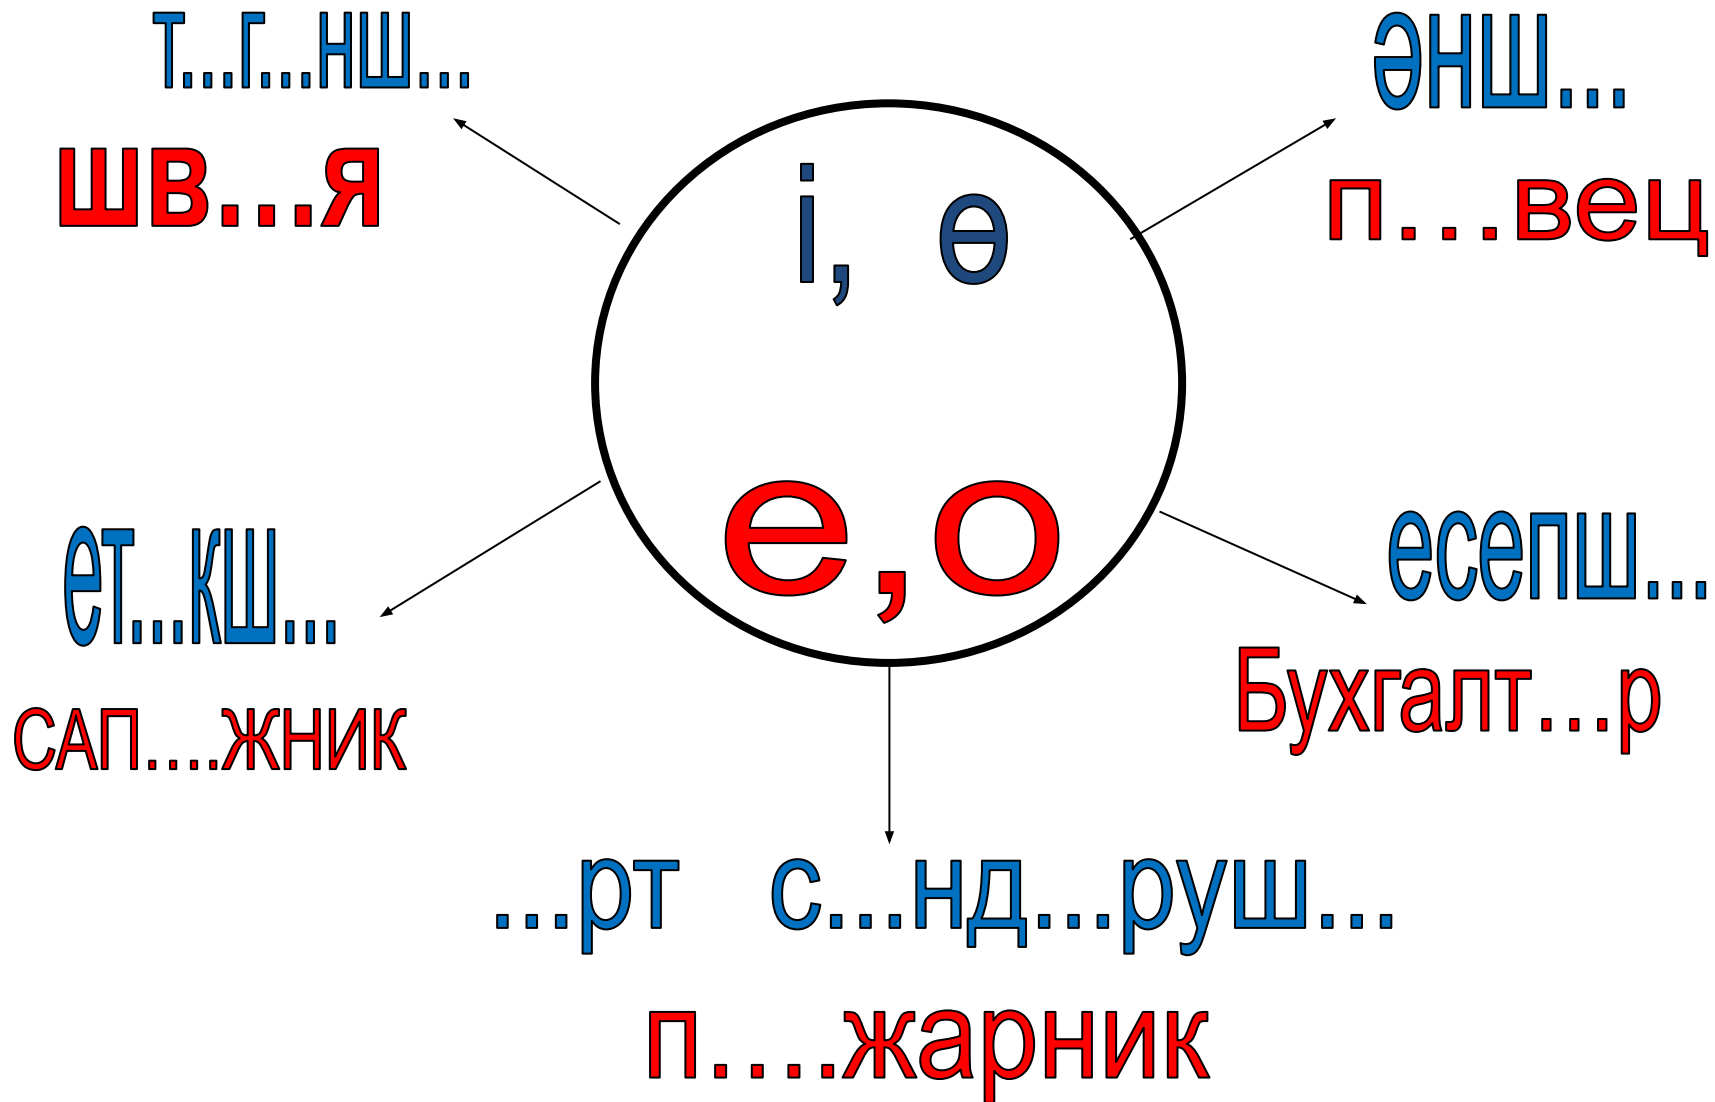 т...г...нш...
шв...я
әнш...
п...вец
і, ө
е,о
ет...кш...
сап....жник
есепш...
Бухгалт...р
...рт с...нд...руш...
п....жарник